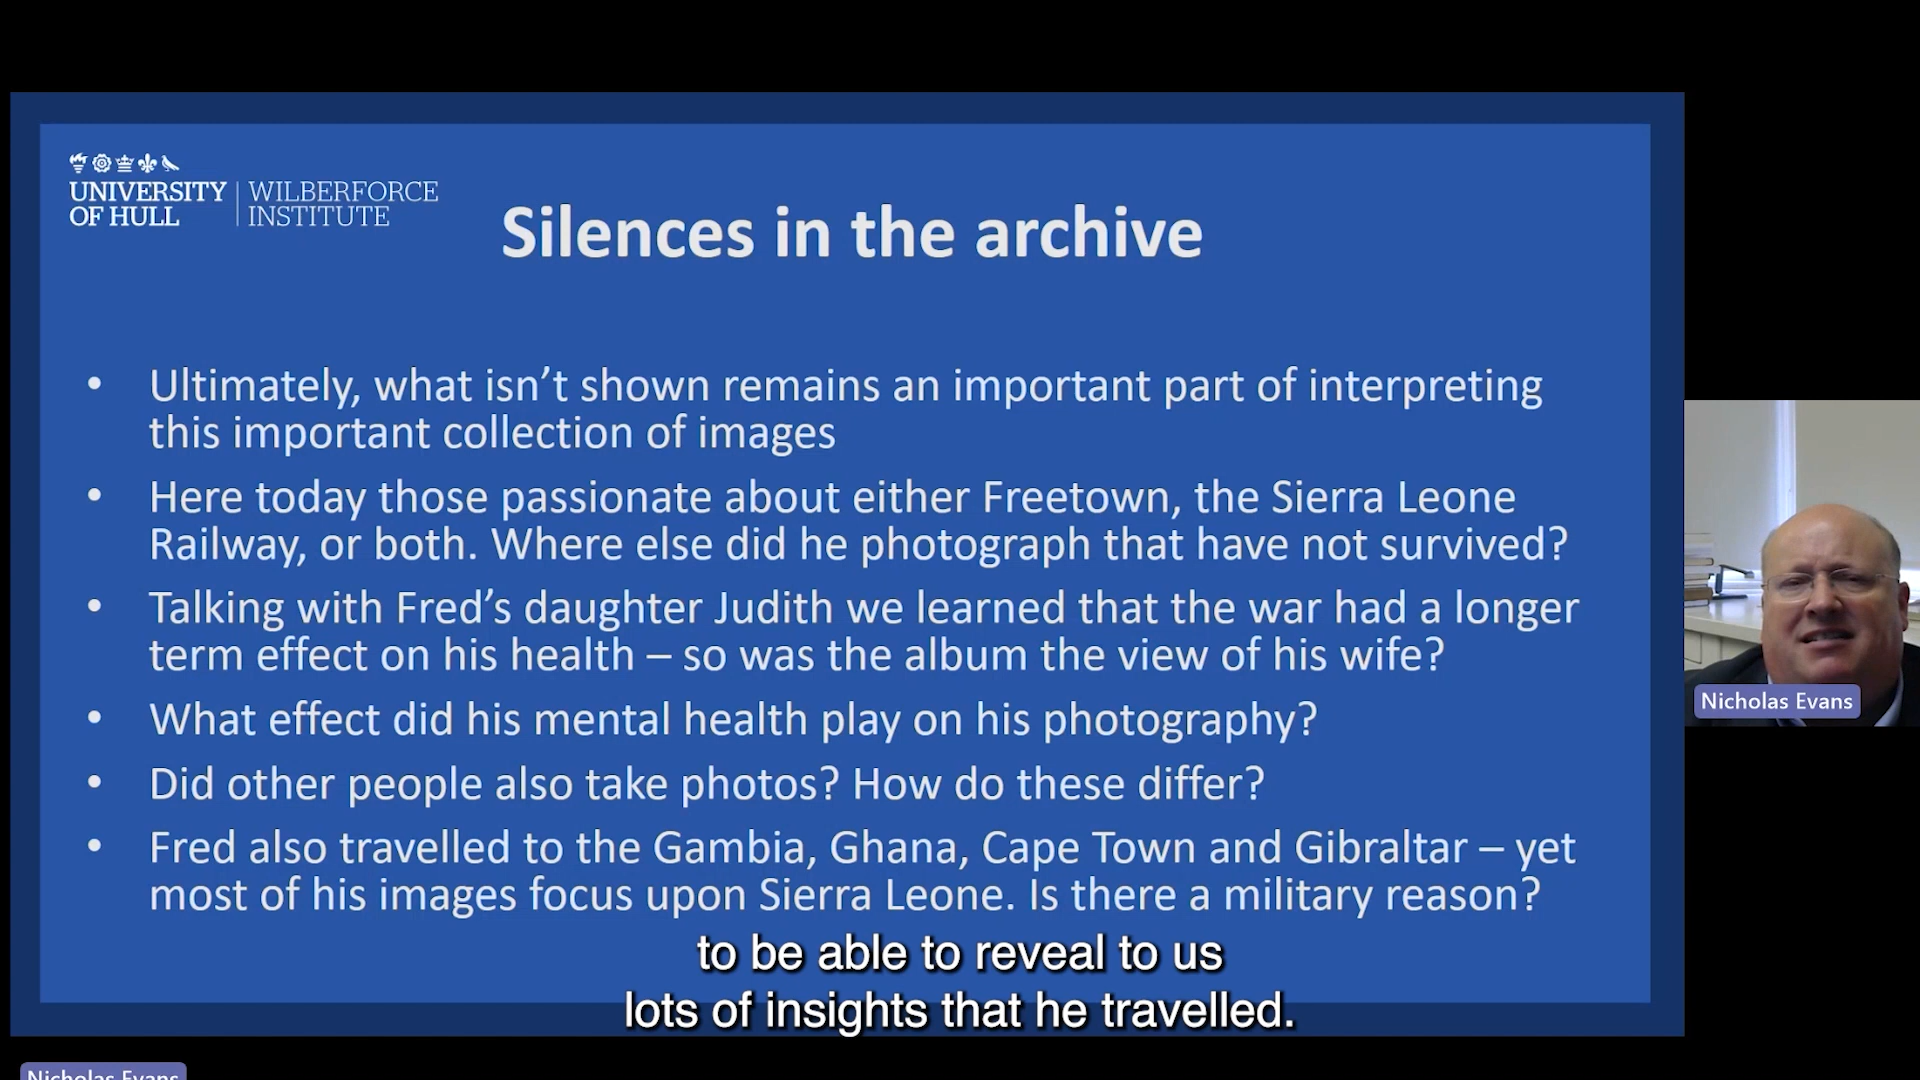 UNIVERSITY
OF HULL
WILBERFORCE
INSTITUTE
Silences in the archive
• Ultimately, what isn’t shown remains an important part of interpreting
this important collection of images
• Here today those passionate about either Freetown, the Sierra Leone
Railway, or both. Where else did he photograph that have not survived?
• Talking with Fred’s daughter Judith we learned that the war had a longer
term effect on his health – so was the album the view of his wife?
• What effect did his mental health play on his photography?
• Did other people also take photos? How do these differ?
• Fred also travelled to the Gambia, Ghana, Cape Town and Gibraltar – yet
most of his images focus upon Sierra Leone. Is there a military reason?
to be able to reveal to us
lots of insights that he travelled.
Nicholas Evans
Nicholas Evans